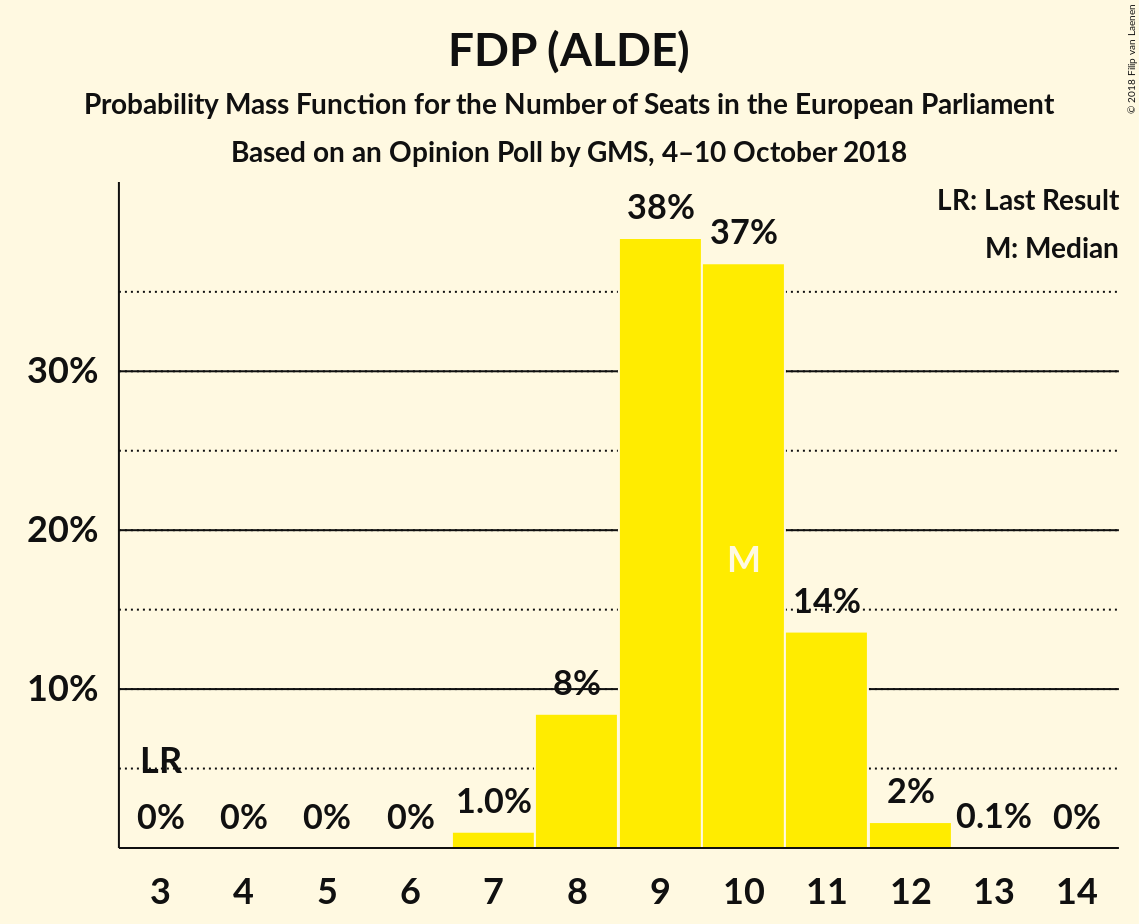 FDP (ALDE)
Probability Mass Function for the Number of Seats in the European Parliament
Based on an Opinion Poll by GMS, 4–10 October 2018
© 2018 Filip van Laenen
LR: Last Result
M: Median
38%
37%
30%
20%
M
14%
10%
8%
LR
0%
0%
0%
0%
1.0%
2%
0.1%
0%
3 4 5 6 7 8 9 10 11 12 13 14